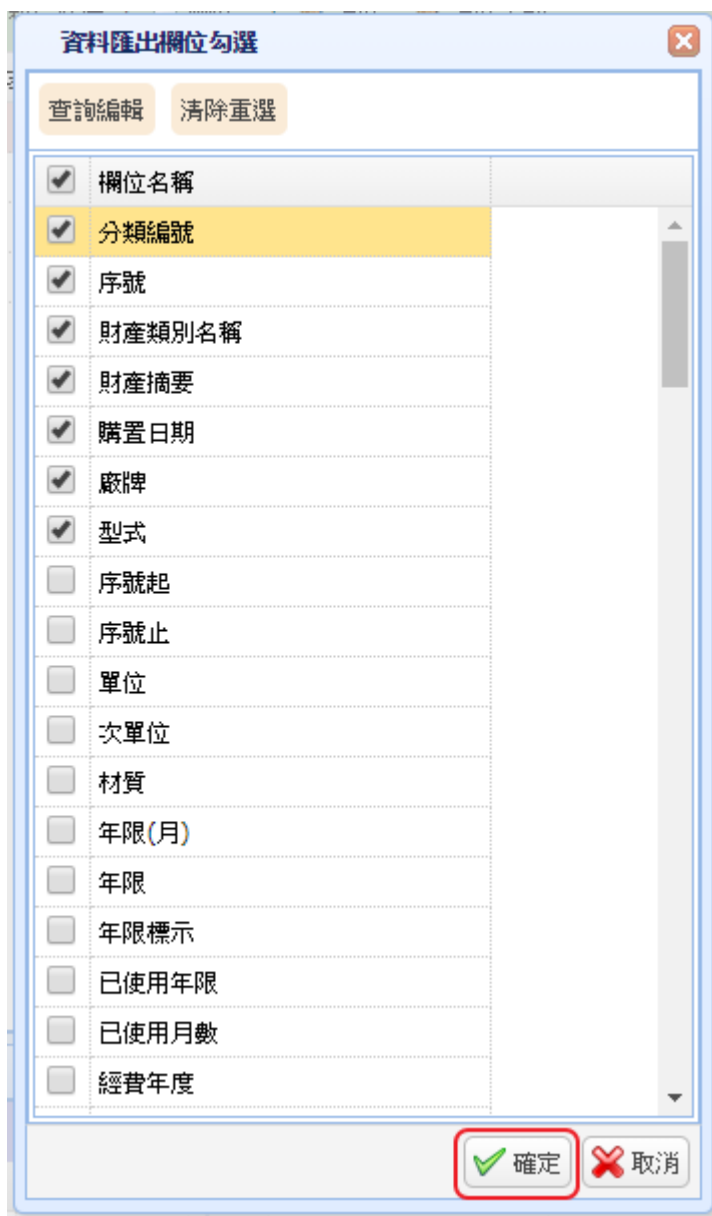 資料匯出欄位勾選
查詢編輯 清除重選
欄位名稱
分類編號
序號
財產類別名稱
財產摘要
購置日期
廠牌
型式
序號起
序號止
單位
次單位
材質
年限(月)
年限
年限標示
已使用年限
已使用月數
經費年度
確定 取消